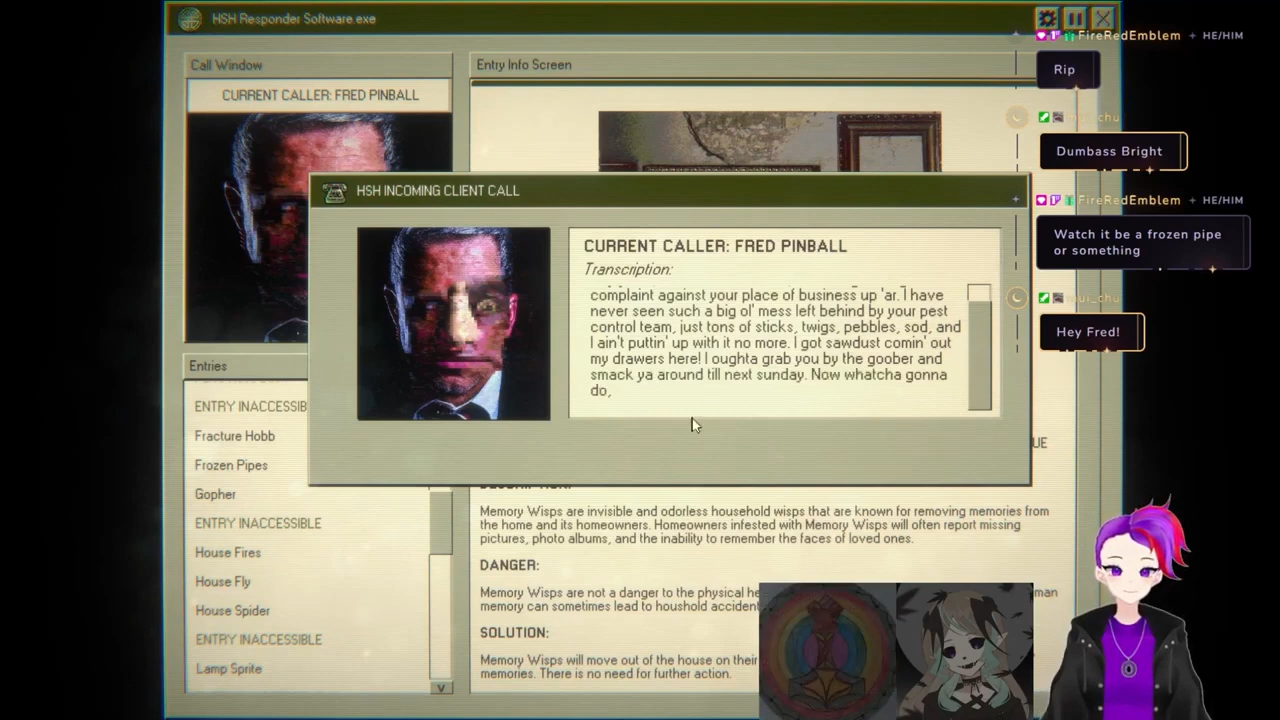 HSH Responder Software.exe
Call Window
CURRENT CALLER: FRED PINBALL
Entry Info Screen
HSH INCOMING CLIENT CALL
CURRENT CALLER: FRED PINBALL
Transcription:
complaint against your place of business up 'ar. I have
never seen such a big ol' mess left behind by your pest
control team, just tons of sticks, twigs, pebbles, sod, and
I ain't puttin' up with it no more. I got sawdust comin' out
my drawers here! I oughta grab you by the goober and
smack ya around till next sunday. Now whatcha gonna
do,
Entries
ENTRY INACCESSIB
Fracture Hobb
Frozen Pipes
Gopher
ENTRY INACCESSIBLE
House Fires
House Fly
House Spider
ENTRY INACCESSIBLE
Lamp Sprite
V
UE
Memory Wisps are invisible and odorless household wisps that are known for removing memories from
the home and its homeowners. Homeowners infested with Memory Wisps will often report missing
pictures, photo albums, and the inability to remember the faces of loved ones.
DANGER:
Memory Wisps are not a danger to the physical he
man
memory can sometimes lead to houshold accident
SOLUTION:
Memory Wisps will move out of the house on their
memories. There is no need for further action.
FireRedEmblem + HE/HIM
Rip
Dumbass Bright
FireRedEmblem + HE/HIM
Watch it be a frozen pipe
or something
Hey Fred!